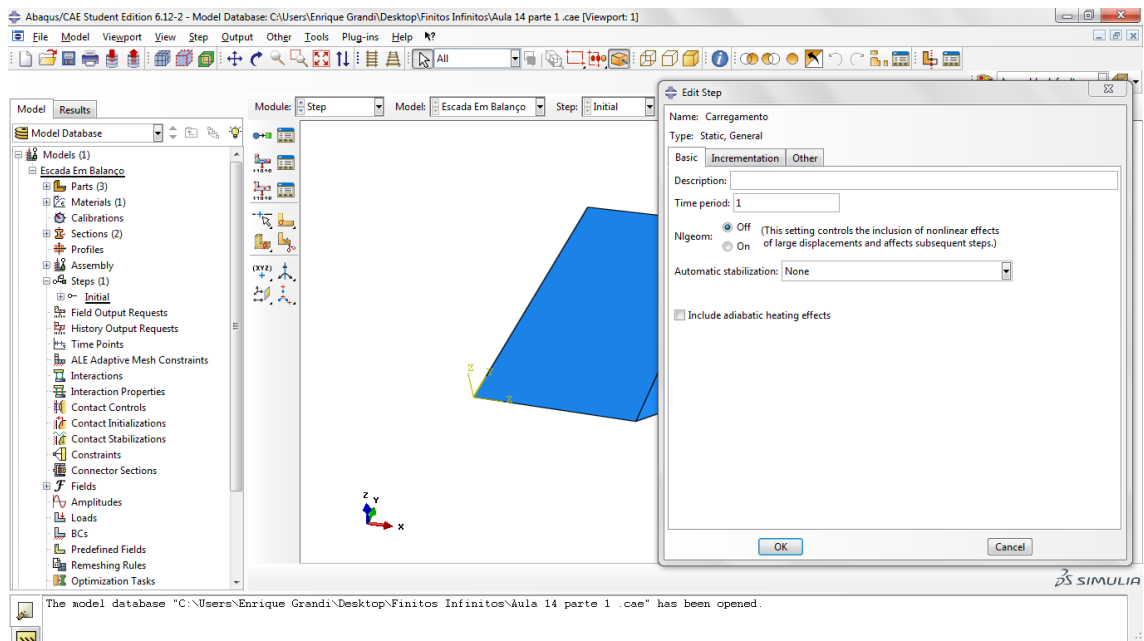 Abaqus/CAE Student Edition 6.12-2 - Model Database: C:\Users\Enrique Grandi\Desktop\Finitos Infinitos\Aula 14 parte 1 .cae [Viewport: 1]
File Model Viewport View Step Output Other Tools Plug-ins Help
All
Model Results
Module: Step Model: Escada Em Balanço Step: Initial
Model Database
Models (1)
Escada Em Balanço
Parts (3)
Materials (1)
Calibrations
Sections (2)
Profiles
Assembly
Steps (1)
Initial
Field Output Requests
History Output Requests
Time Points
ALE Adaptive Mesh Constraints
Interactions
Interaction Properties
Contact Controls
Contact Initializations
Contact Stabilizations
Constraints
Connector Sections
Fields
Amplitudes
Loads
BCs
Predefined Fields
Remeshing Rules
Optimization Tasks
(XYZ)
Z
Y
X
Z
Y
X
Edit Step
Name: Carregamento
Type: Static, General
Basic Incrementation Other
Description:
Time period: 1
Nlgeom: Off (This setting controls the inclusion of nonlinear effects
On of large displacements and affects subsequent steps.)
Automatic stabilization: None
Include adiabatic heating effects
OK Cancel
SIMULIA
The model database "C:\Users\Enrique Grandi\Desktop\Finitos Infinitos\Aula 14 parte 1 .cae" has been opened.